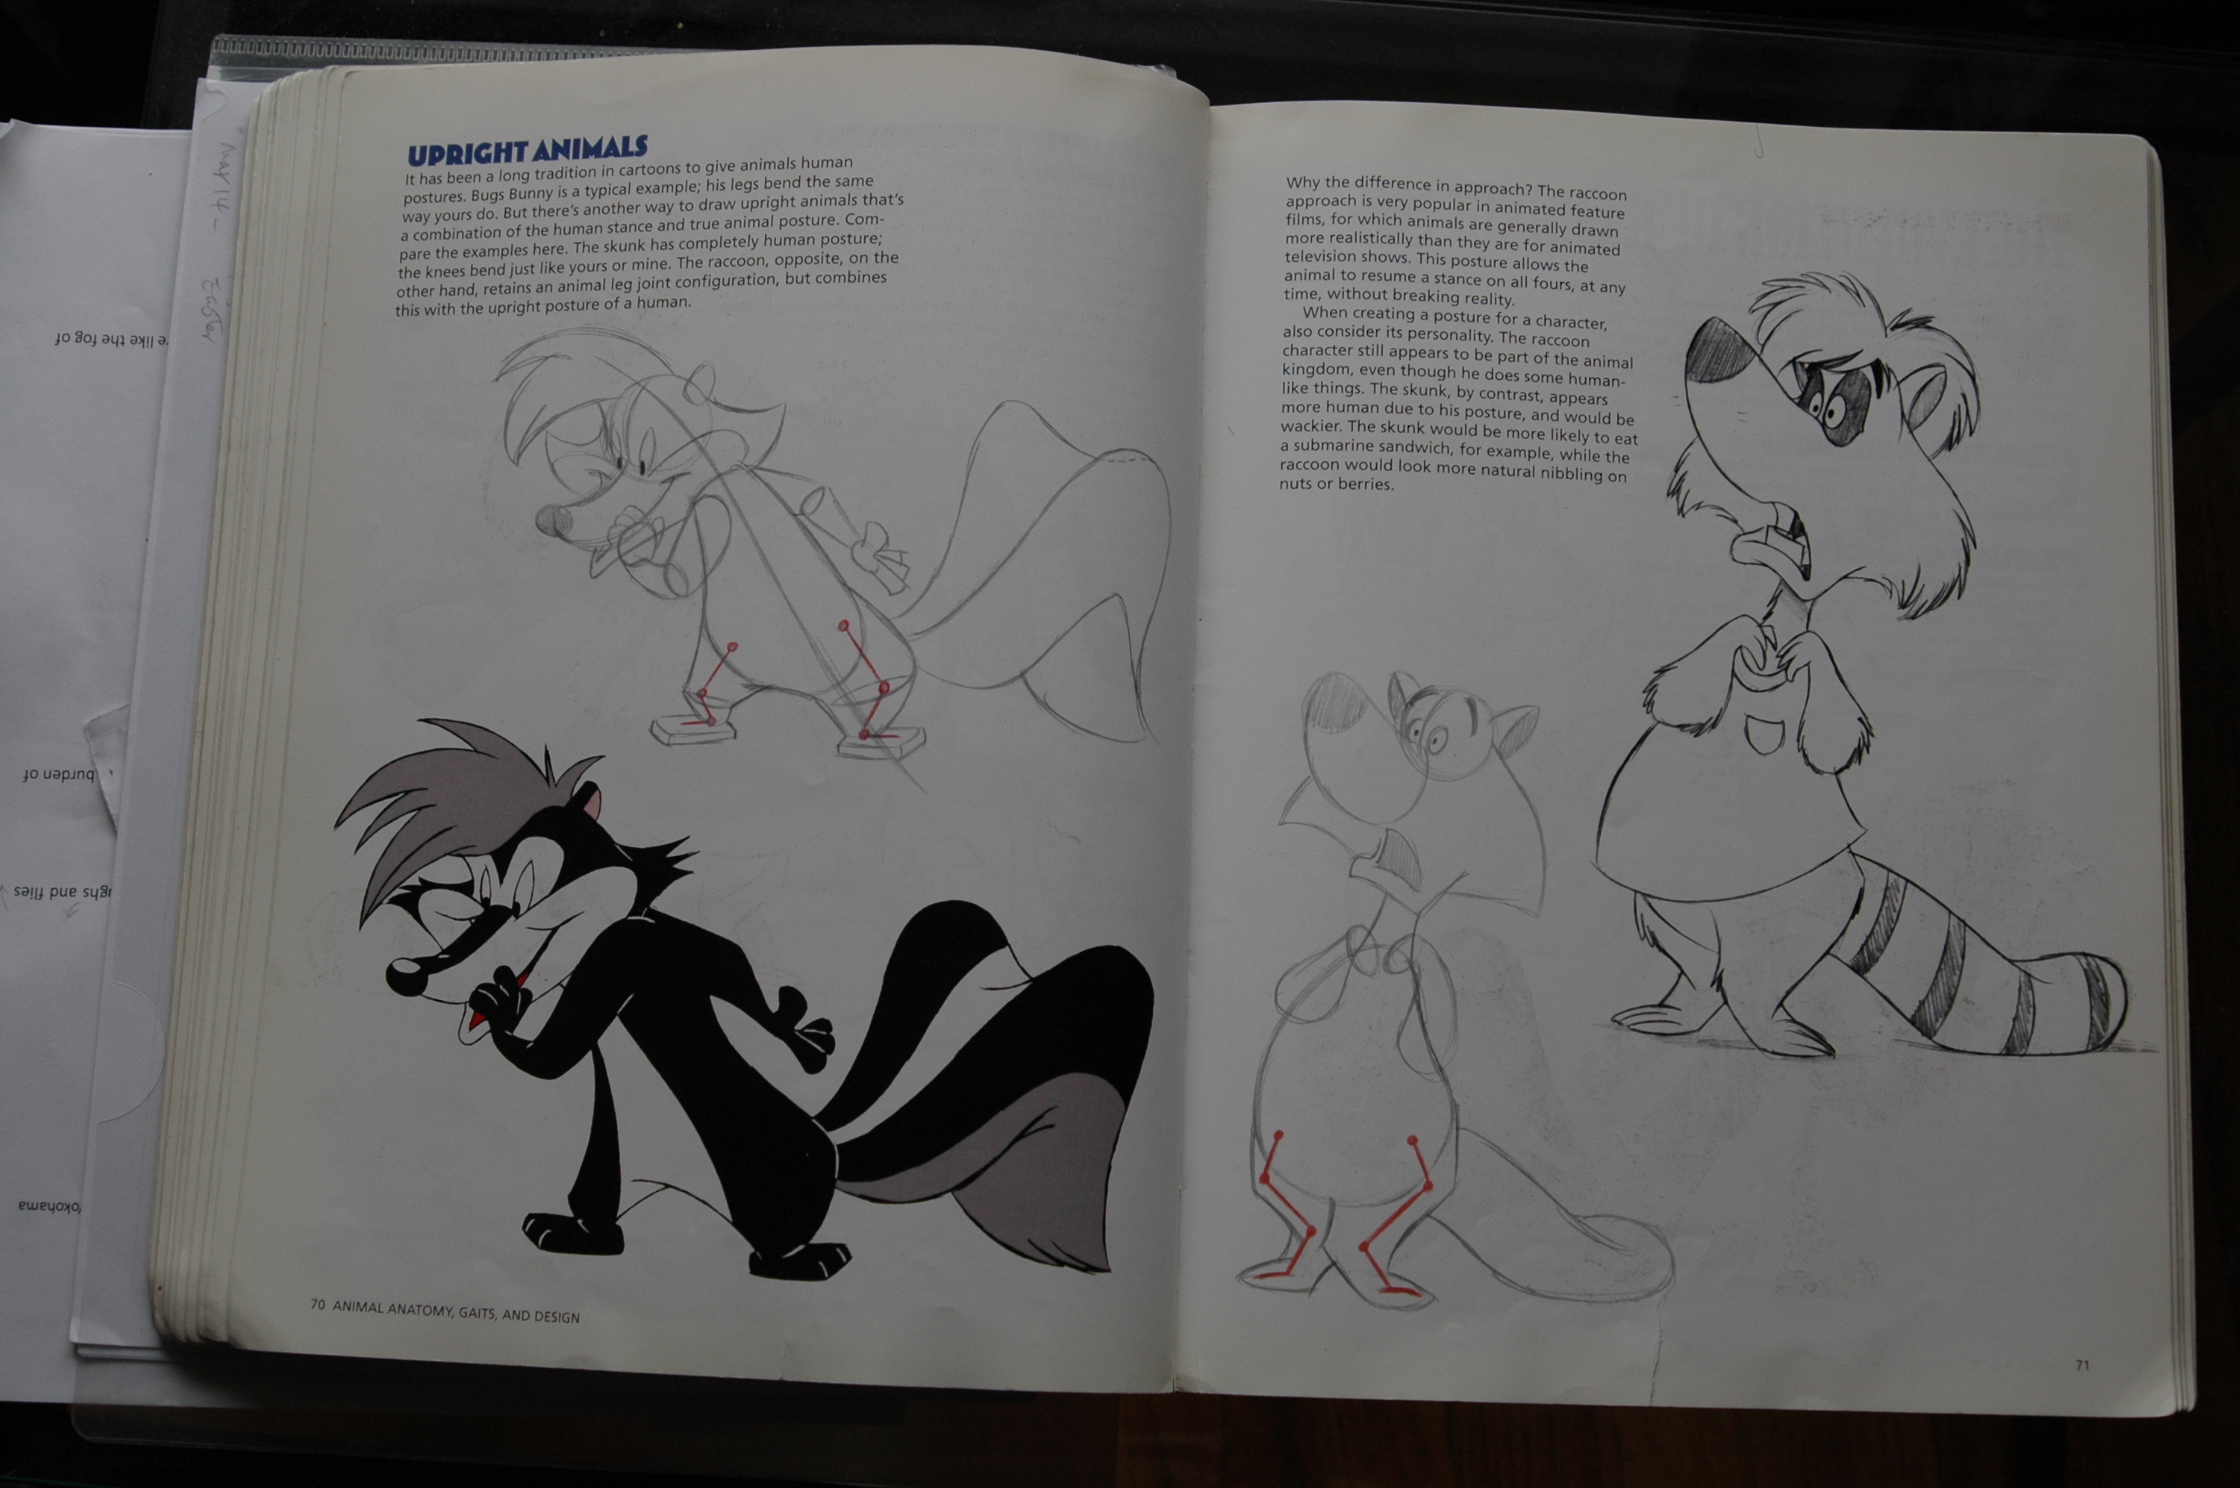 UPRIGHT ANIMALS
It has been a long tradition in cartoons to give animals human
postures. Bugs Bunny is a typical example; his legs bend the same
way yours do. But there's another way to draw upright animals that's
a combination of the human stance and true animal posture. Com-
pare the examples here. The skunk has completely human posture;
the knees bend just like yours or mine. The raccoon, opposite, on the
other hand, retains an animal leg joint configuration, but combines
this with the upright posture of a human.
70 ANIMAL ANATOMY, GAITS, AND DESIGN
Why the difference in approach? The raccoon
approach is very popular in animated feature
films, for which animals are generally drawn
more realistically than they are for animated
television shows. This posture allows the
animal to resume a stance on all fours, at any
time, without breaking reality.
When creating a posture for a character,
also consider its personality. The raccoon
character still appears to be part of the animal
kingdom, even though he does some human-
like things. The skunk, by contrast, appears
more human due to his posture, and would be
wackier. The skunk would be more likely to eat
a submarine sandwich, for example, while the
raccoon would look more natural nibbling on
nuts or berries.
71
like the fog of
burden of
and flies
Easter